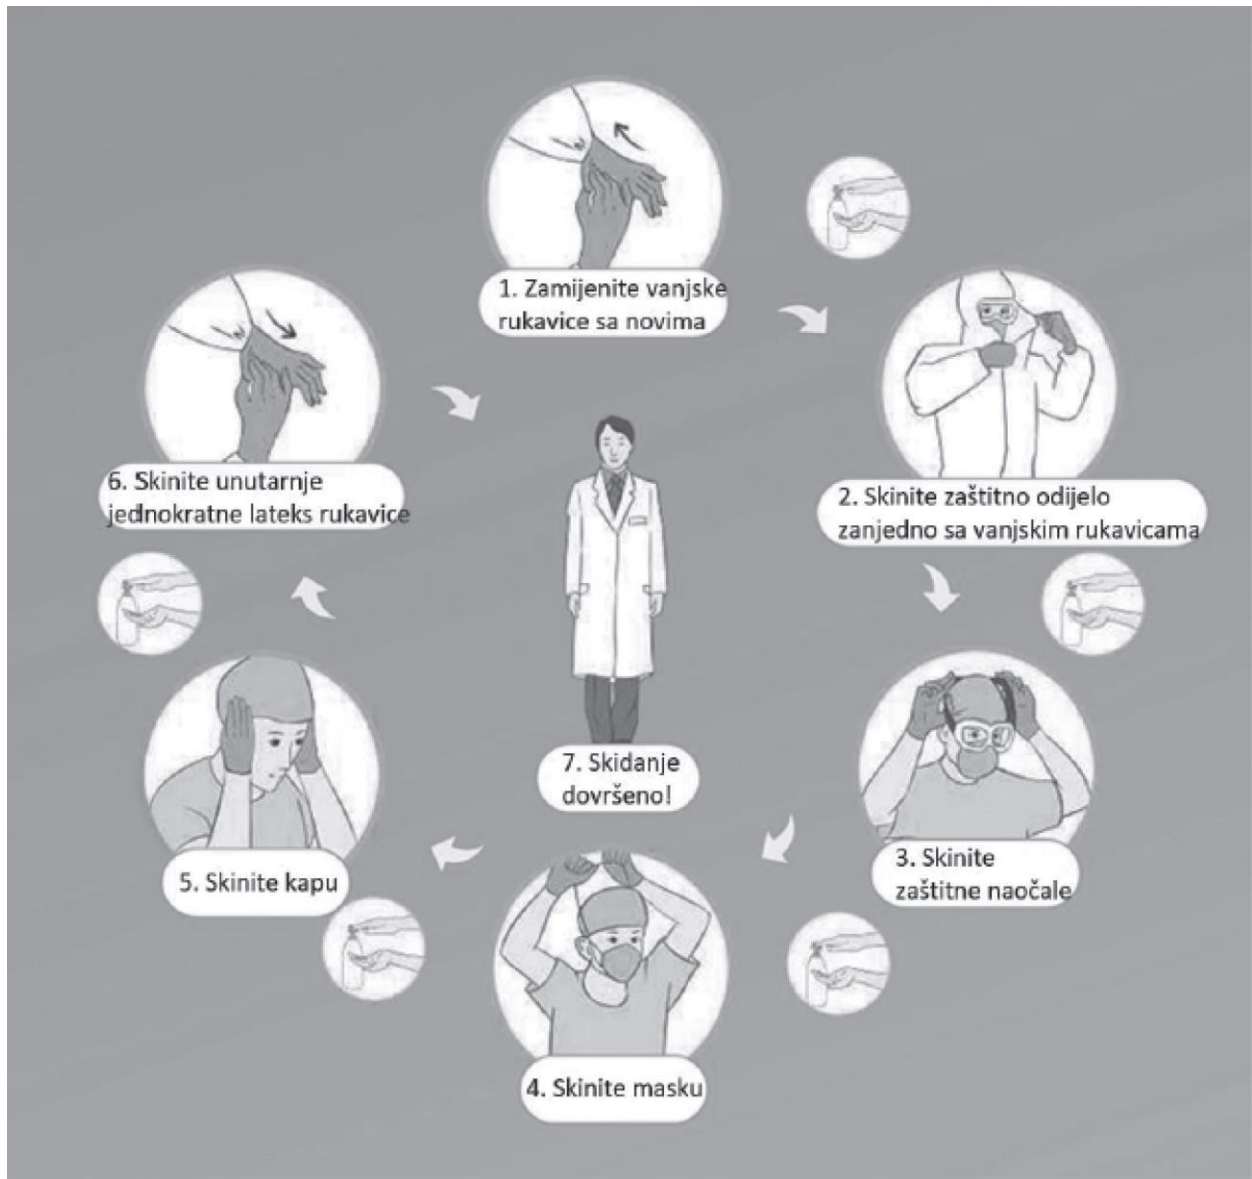 1. Zamijenite vanjske
rukavice sa novima
2. Skinite zaštitno odijelo
zanjedno sa vanjskim rukavicama
3. Skinite
zaštitne naočale
4. Skinite masku
5. Skinite kapu
6. Skinite unutarnje
jednokratne lateks rukavice
7. Skidanje
dovršeno!